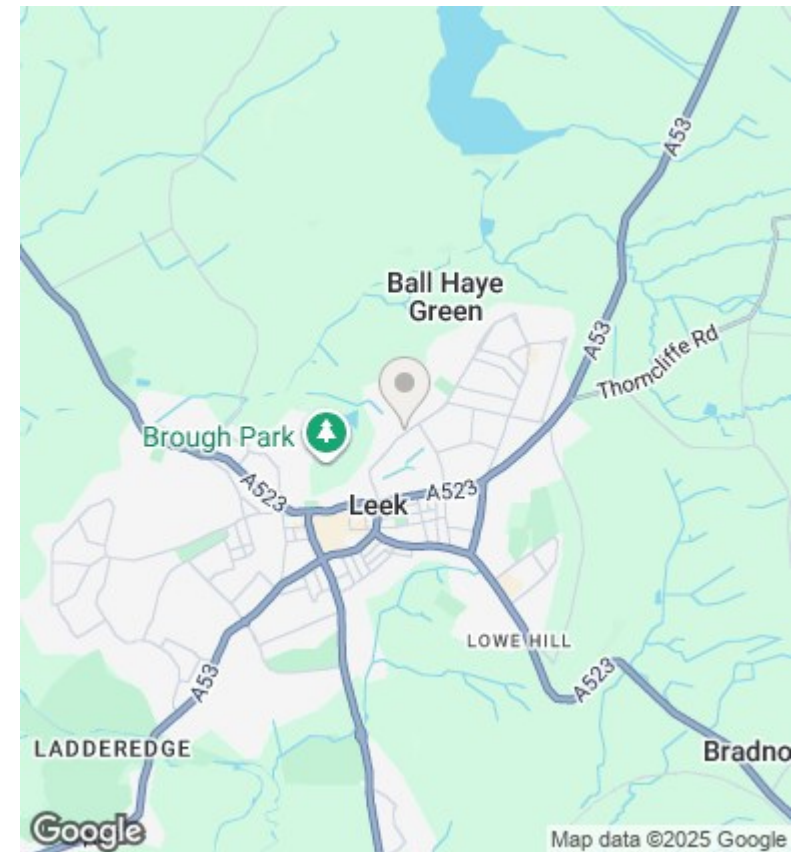 A53
Ball Haye
Green
A53
Thorncliffe Rd
Brough Park
A523
Leek
A523
LOWE HILL
A53
A523
LADDEREDGE
Bradno
Google
Map data ©2025 Google